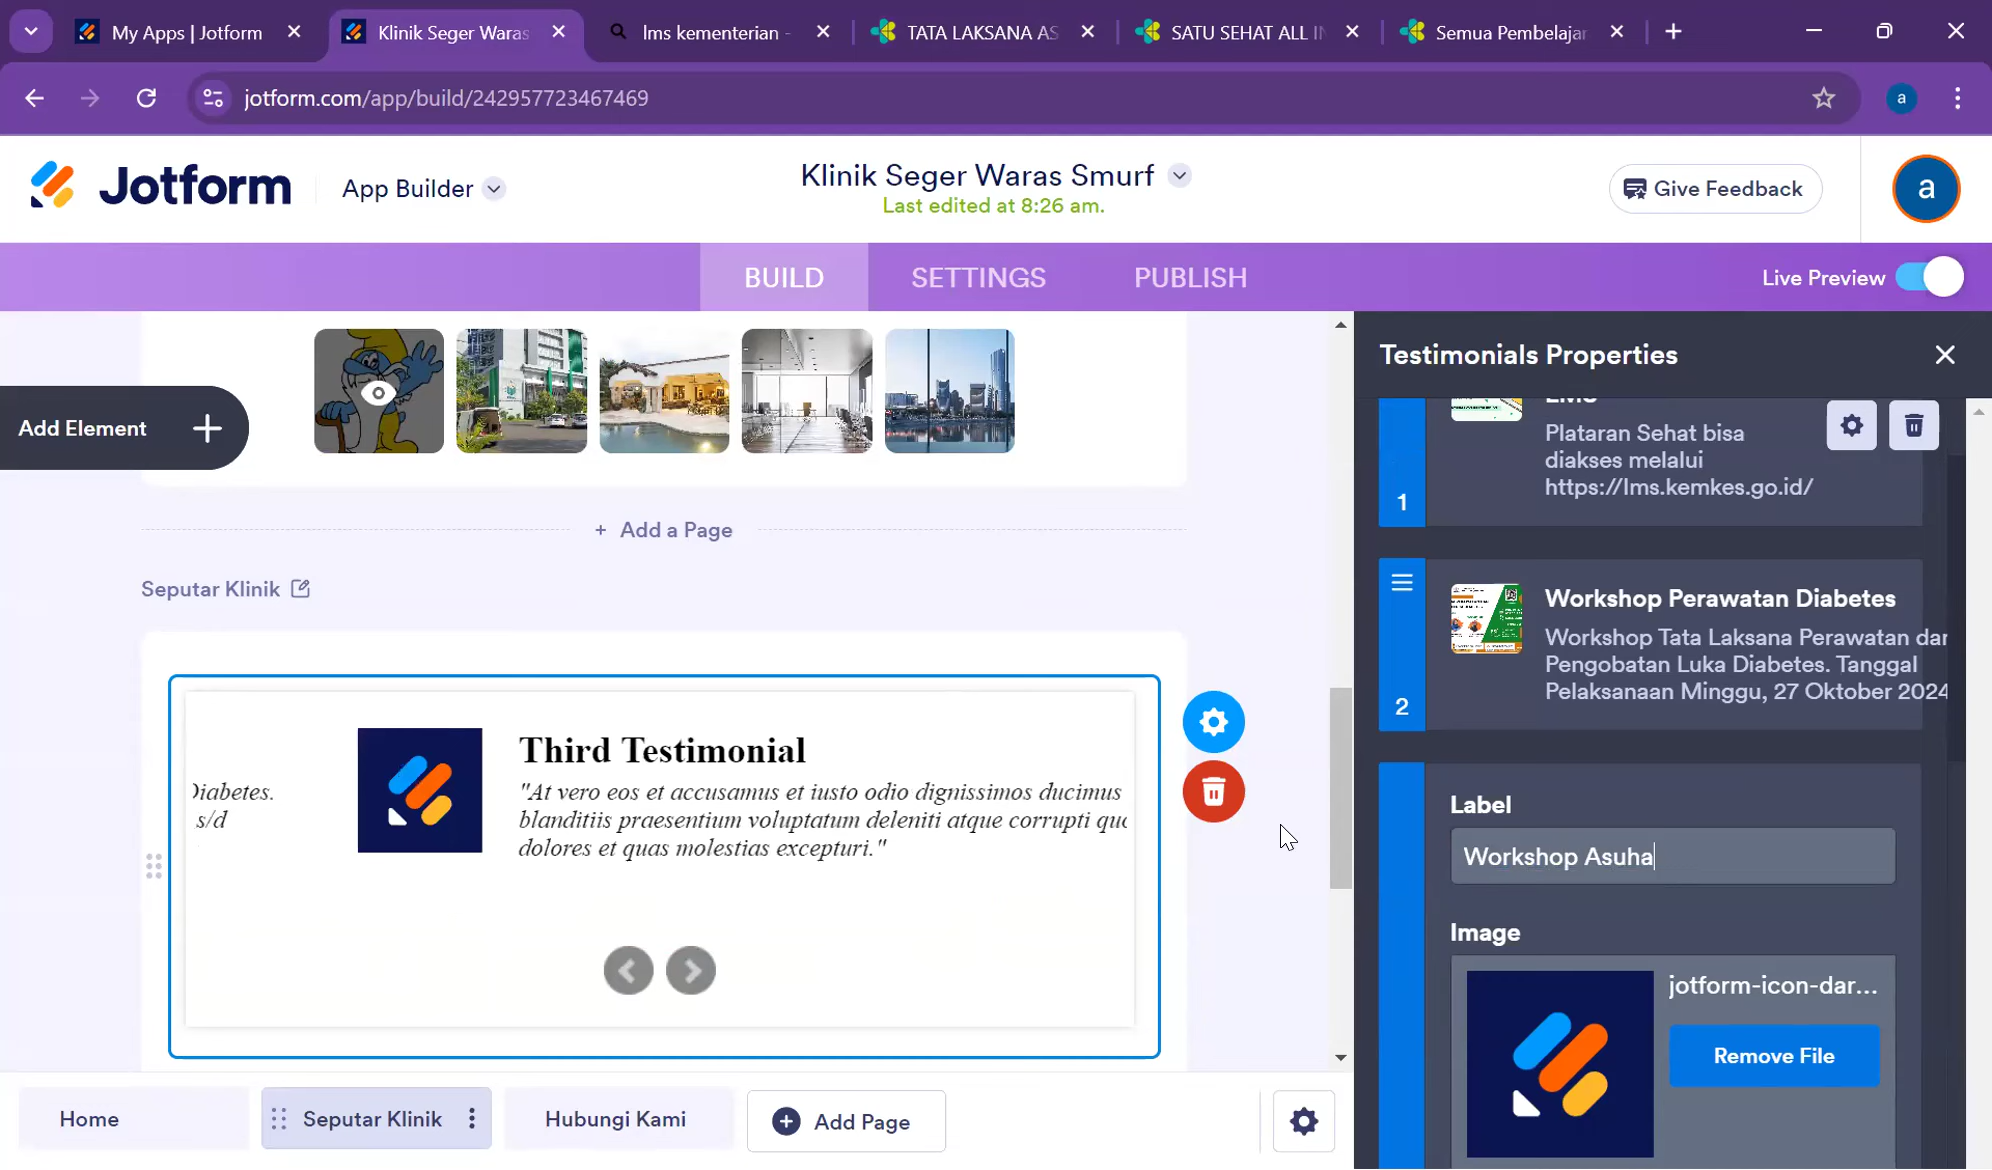 My Apps | Jotform
Klinik Seger Waras
lms kementerian -
TATA LAKSANA AS
SATU SEHAT ALL IN
Semua Pembelajar
jotform.com/app/build/242957723467469
a
Jotform
App Builder
Klinik Seger Waras Smurf
Last edited at 8:26 am.
Give Feedback
a
BUILD
SETTINGS
PUBLISH
Live Preview
Add Element
+ Add a Page
Seputar Klinik
Diabetes.
s/d
Third Testimonial
"At vero eos et accusamus et iusto odio dignissimos ducimus
blanditiis praesentium voluptatum deleniti atque corrupti quo
dolores et quas molestias excepturi."
Home
Seputar Klinik
Hubungi Kami
Add Page
Testimonials Properties
LMS
Plataran Sehat bisa
diakses melalui
https://lms.kemkes.go.id/
1
Workshop Perawatan Diabetes
Workshop Tata Laksana Perawatan dan
Pengobatan Luka Diabetes. Tanggal
Pelaksanaan Minggu, 27 Oktober 2024
2
Label
Workshop Asuha
Image
jotform-icon-dar...
Remove File